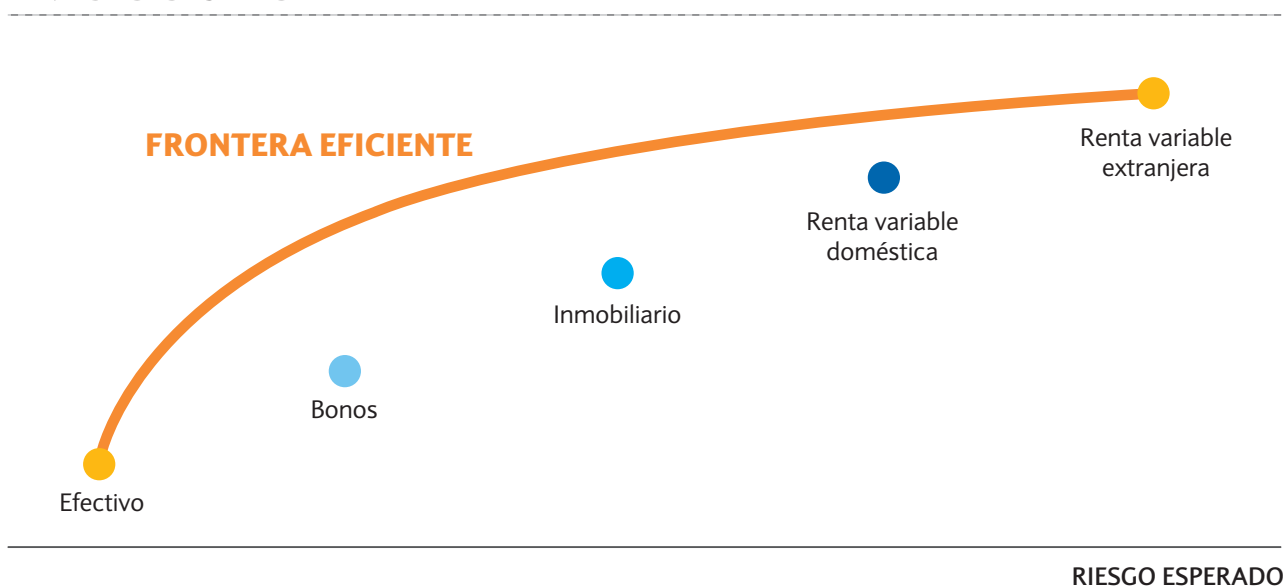 FRONTERA EFICIENTE
Renta variable
extranjera
Renta variable
doméstica
Inmobiliario
Bonos
Efectivo
RIESGO ESPERADO